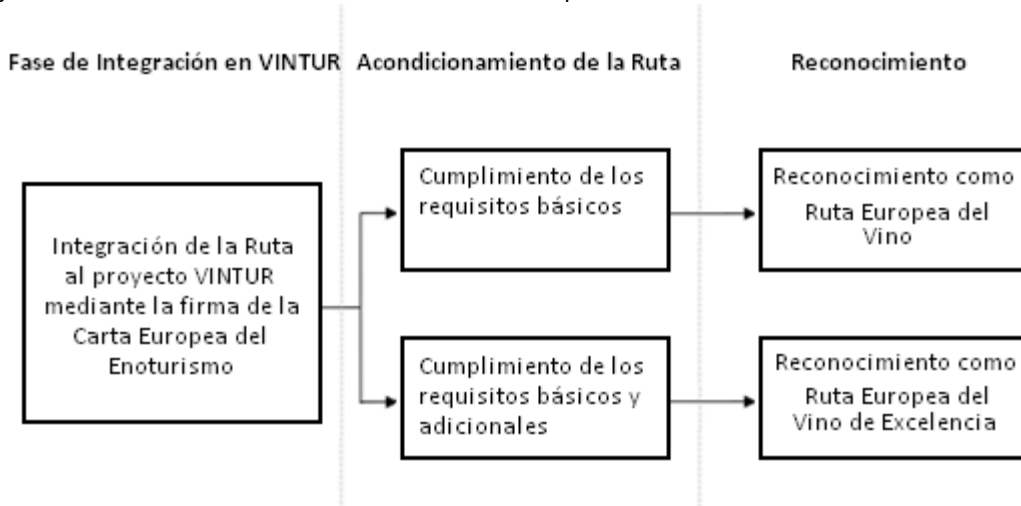 Fase de Integración en VINTUR
Acondicionamiento de la Ruta
Reconocimiento
Integración de la Ruta
al proyecto VINTUR
mediante la firma de la
Carta Europea del
Enoturismo
Cumplimiento de los
requisitos básicos
Reconocimiento como
Ruta Europea del
Vino
Cumplimiento de los
requisitos básicos y
adicionales
Reconocimiento como
Ruta Europea del
Vino de Excelencia